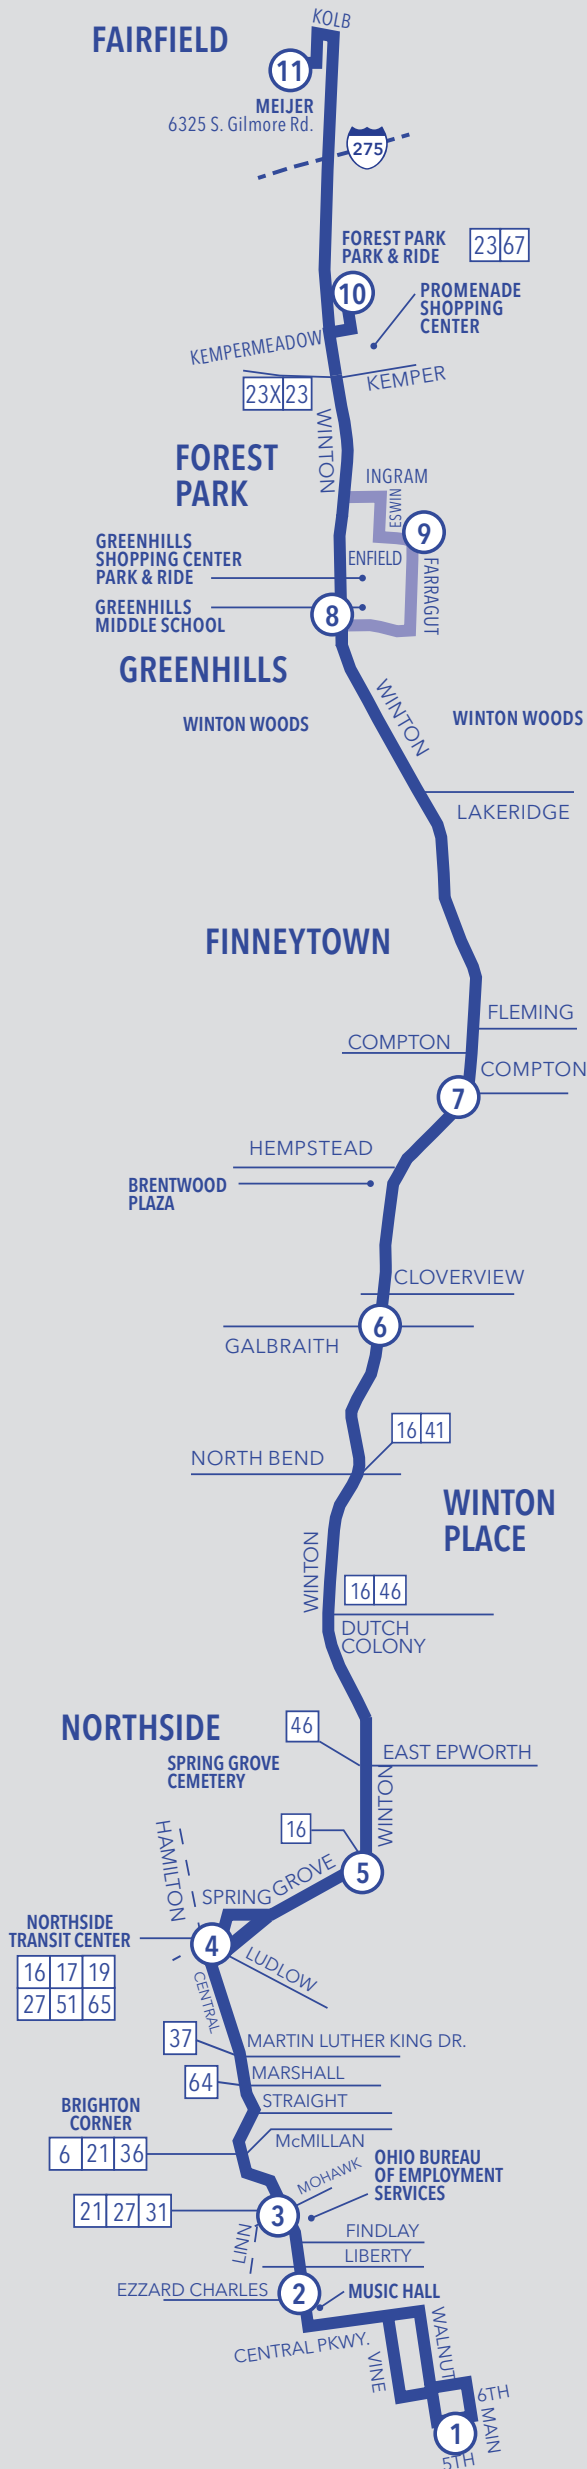 KOLB
FAIRFIELD
11
MEIJER
6325 S. Gilmore Rd.
275
FOREST PARK
PARK & RIDE
23 67
10
PROMENADE
SHOPPING
CENTER
KEMPERMEADOW
KEMPER
23X 23
WINTON
FOREST
PARK
INGRAM
ESWIN
9
GREENHILLS
SHOPPING CENTER
PARK & RIDE
ENFIELD
FARRAGUT
GREENHILLS
MIDDLE SCHOOL
8
GREENHILLS
WINTON
WINTON WOODS
WINTON WOODS
LAKERIDGE
FINNEYTOWN
FLEMING
COMPTON
COMPTON
7
HEMPSTEAD
BRENTWOOD
PLAZA
CLOVERVIEW
6
GALBRAITH
16 41
NORTH BEND
WINTON
PLACE
WINTON
16 46
DUTCH
COLONY
NORTHSIDE
46
EAST EPWORTH
SPRING GROVE
CEMETERY
WINTON
16
HAMILTON
5
SPRING GROVE
NORTHSIDE
TRANSIT CENTER
4
LUDLOW
16 17 19
27 51 65
CENTRAL
37
MARTIN LUTHER KING DR.
64
MARSHALL
STRAIGHT
BRIGHTON
CORNER
6 21 36
McMILLAN
OHIO BUREAU
OF EMPLOYMENT
SERVICES
MOHAWK
21 27 31
3
LINN
FINDLAY
LIBERTY
EZZARD CHARLES
2
MUSIC HALL
CENTRAL PKWY.
VINE
WALNUT
6TH
MAIN
1
5TH